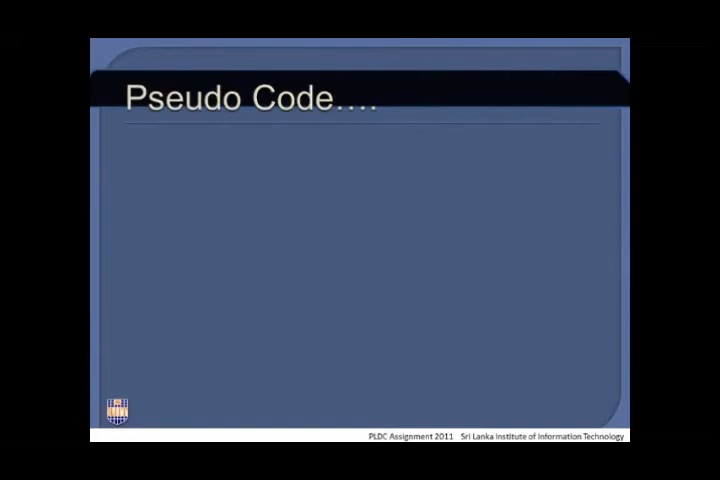 Pseudo Code….
PLDC Assignment 2011 Sri Lanka Institute of Information Technology